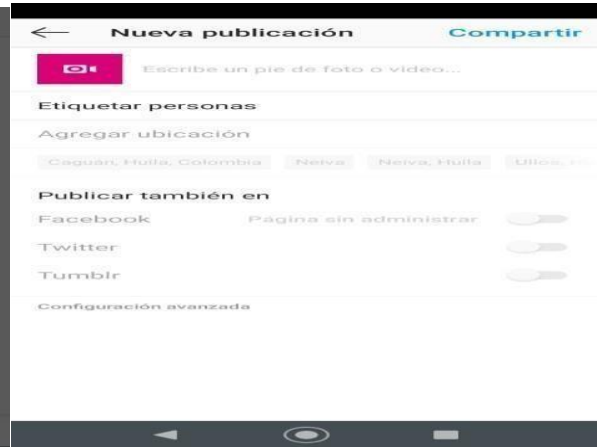 Nueva publicación Compartir
Escribe un pie de foto o video...
Etiquetar personas
Agregar ubicación
Caguán, Huila, Colombia Neiva Neiva, Huila
Publicar también en
Facebook Página sin administrar
Twitter
Tumblr
Configuración avanzada